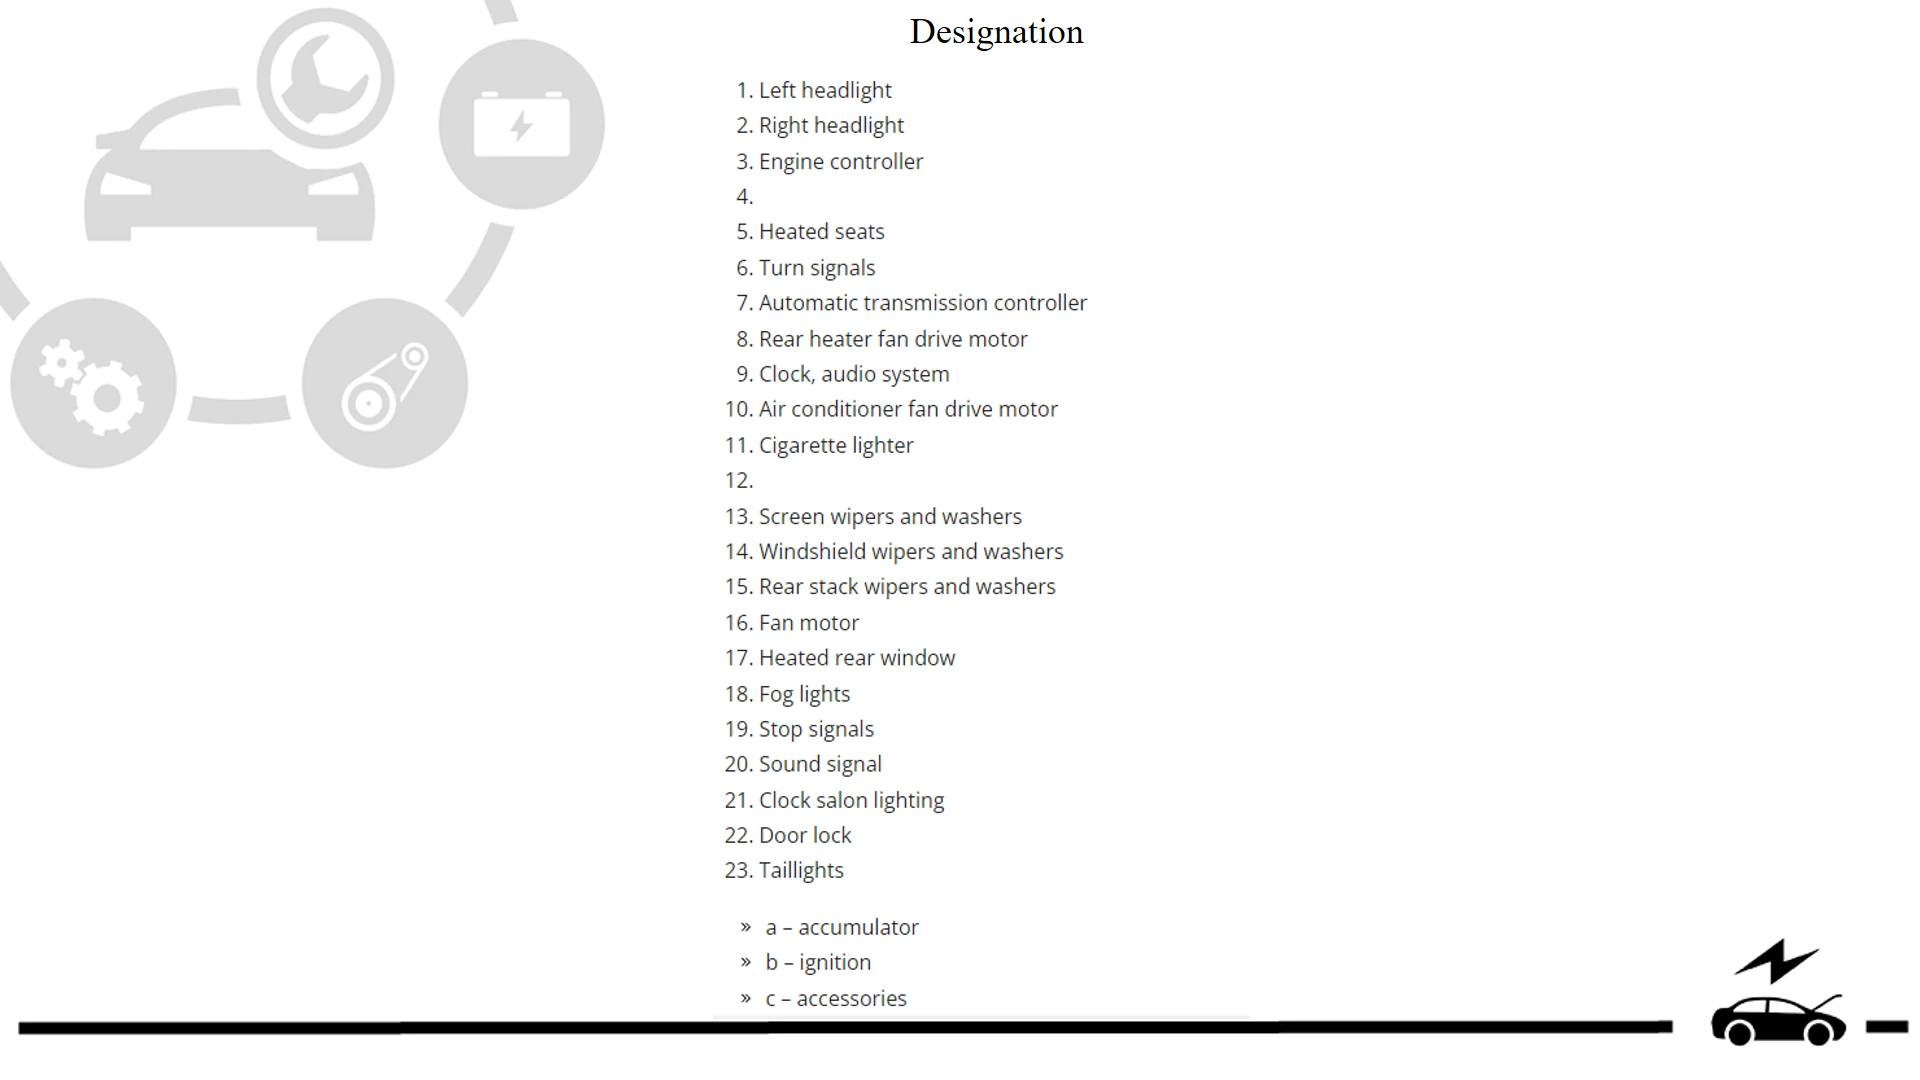 Designation
1. Left headlight
2. Right headlight
3. Engine controller
4.
5. Heated seats
6. Turn signals
7. Automatic transmission controller
8. Rear heater fan drive motor
9. Clock, audio system
10. Air conditioner fan drive motor
11. Cigarette lighter
12.
13. Screen wipers and washers
14. Windshield wipers and washers
15. Rear stack wipers and washers
16. Fan motor
17. Heated rear window
18. Fog lights
19. Stop signals
20. Sound signal
21. Clock salon lighting
22. Door lock
23. Taillights
» a – accumulator
» b – ignition
» c – accessories